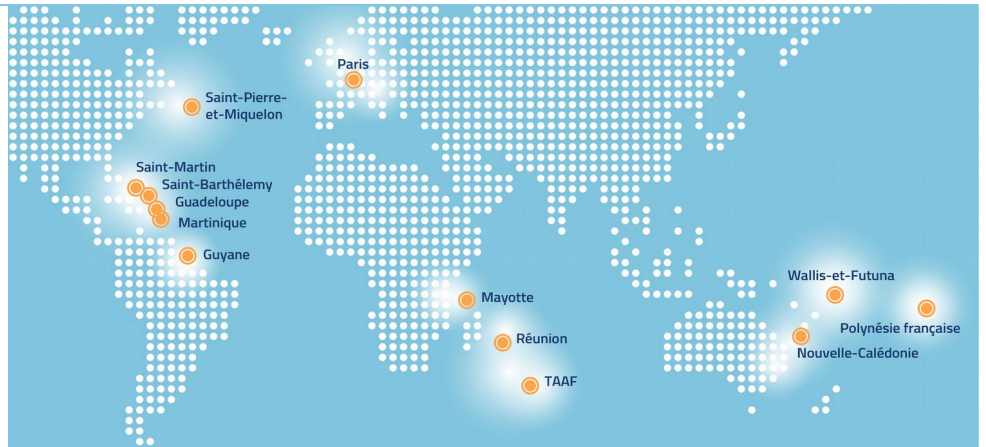 Paris
Saint-Pierre-
et-Miquelon
Saint-Martin
Saint-Barthélemy
Guadeloupe
Martinique
Guyane
Mayotte
Réunion
TAAF
Wallis-et-Futuna
Polynésie française
Nouvelle-Calédonie